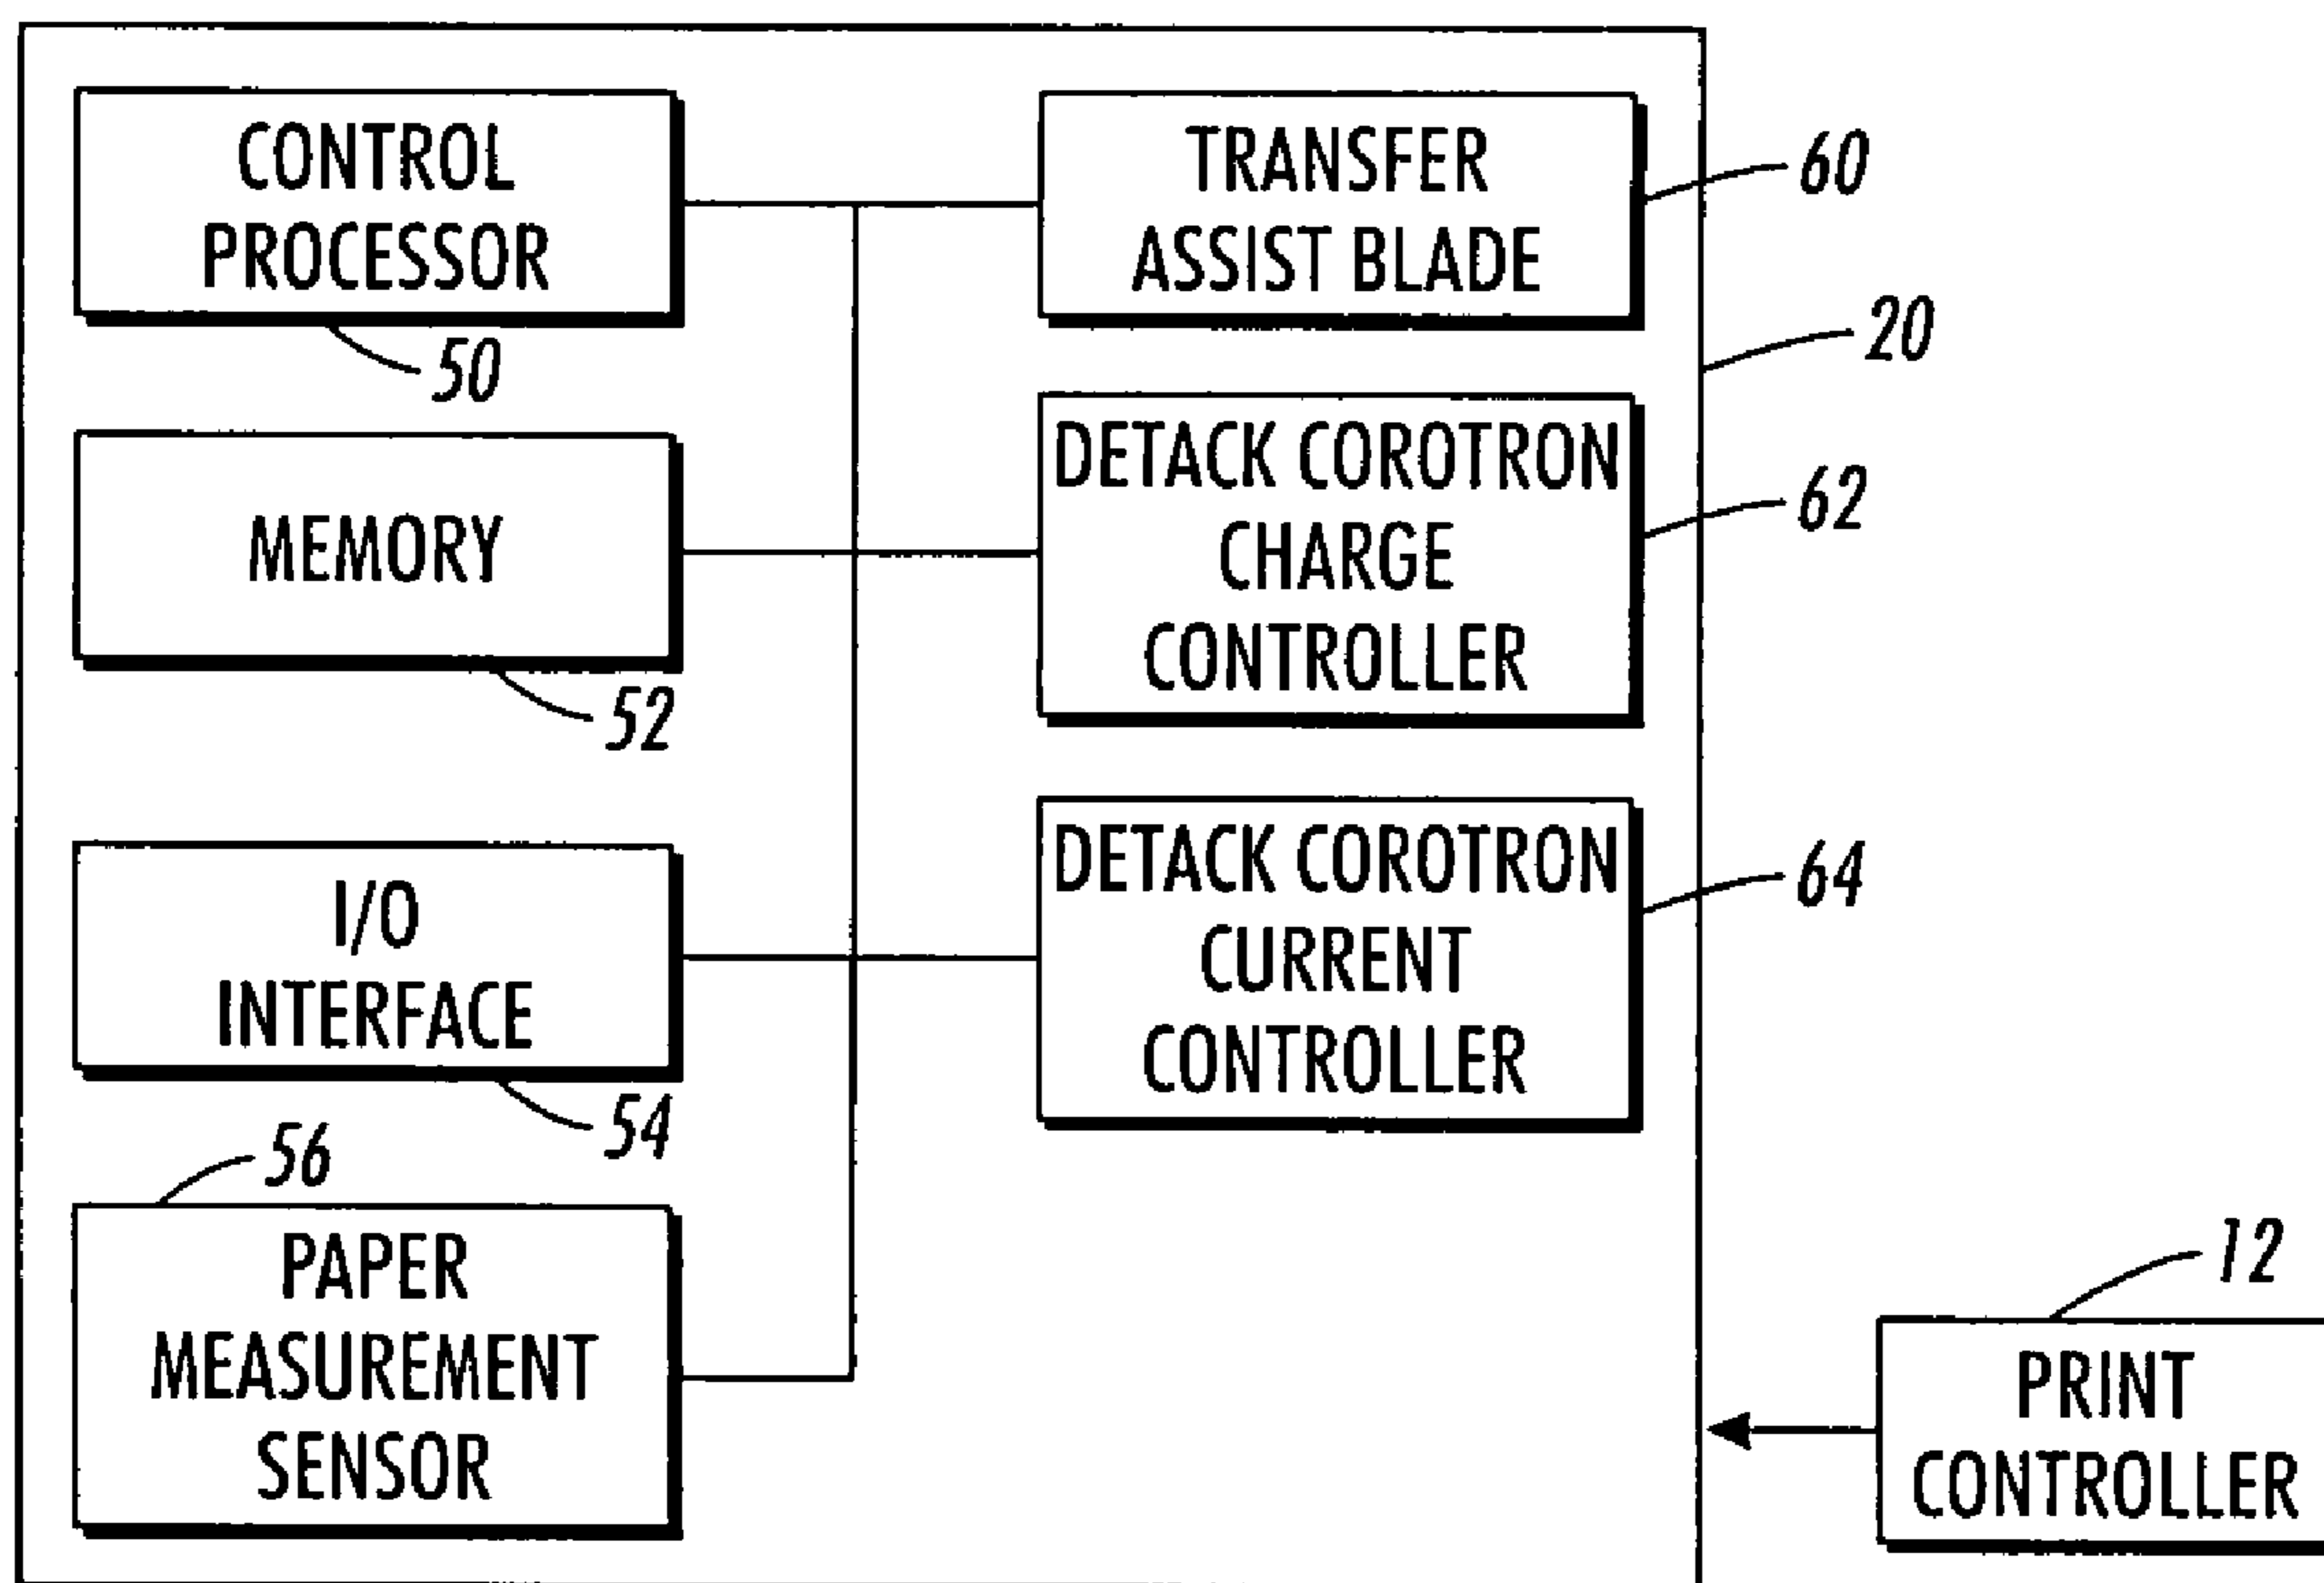 CONTROL
PROCESSOR
50
MEMORY
52
I/O
INTERFACE
54
56
PAPER
MEASUREMENT
SENSOR
TRANSFER
ASSIST BLADE
60
20
DETACK COROTRON
CHARGE
CONTROLLER
62
DETACK COROTRON
CURRENT
CONTROLLER
64
12
PRINT
CONTROLLER